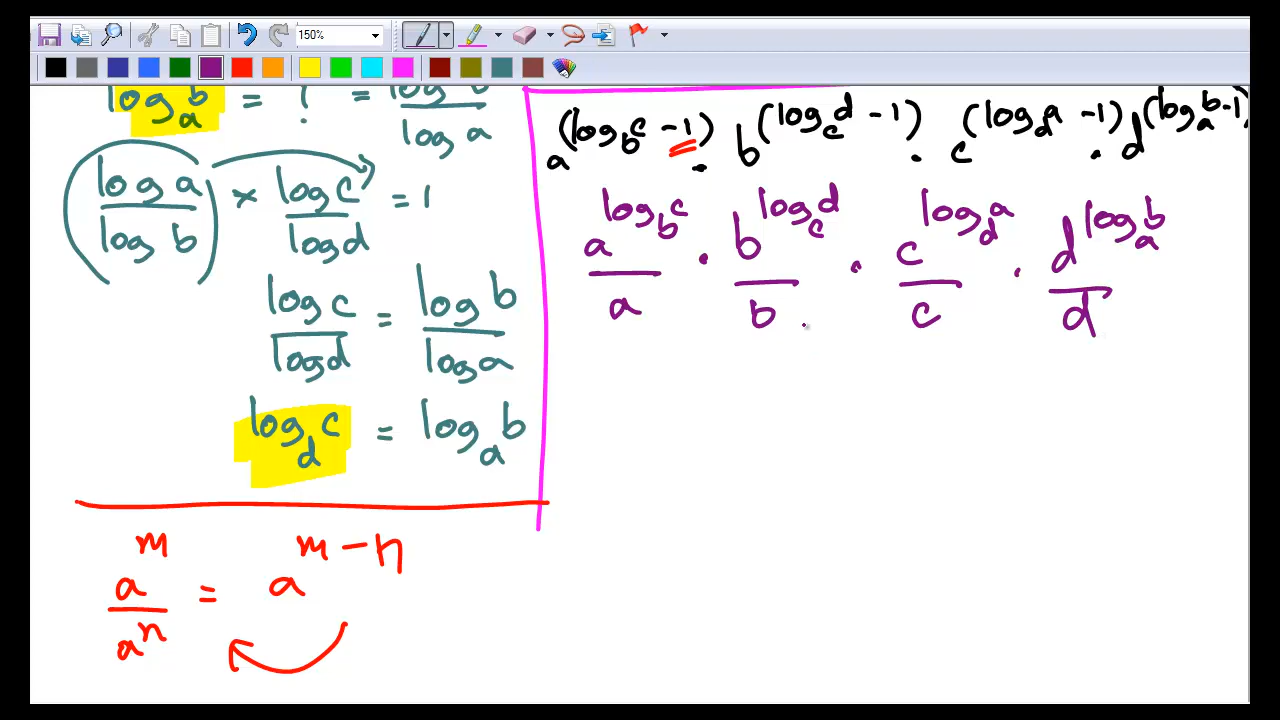 150%
log_a b = ? = log b / log a
(log a / log b) × log c / log d = 1
log c / log d = log b / log a
log_d c = log_a b
a^m / a^n = a^(m-n)
a^(log_b c - 1) . b^(log_c d - 1) . c^(log_d a - 1) . d^(log_a b - 1)
a^(log_b c) / a . b^(log_c d) / b . c^(log_d a) / c . d^(log_a b) / d